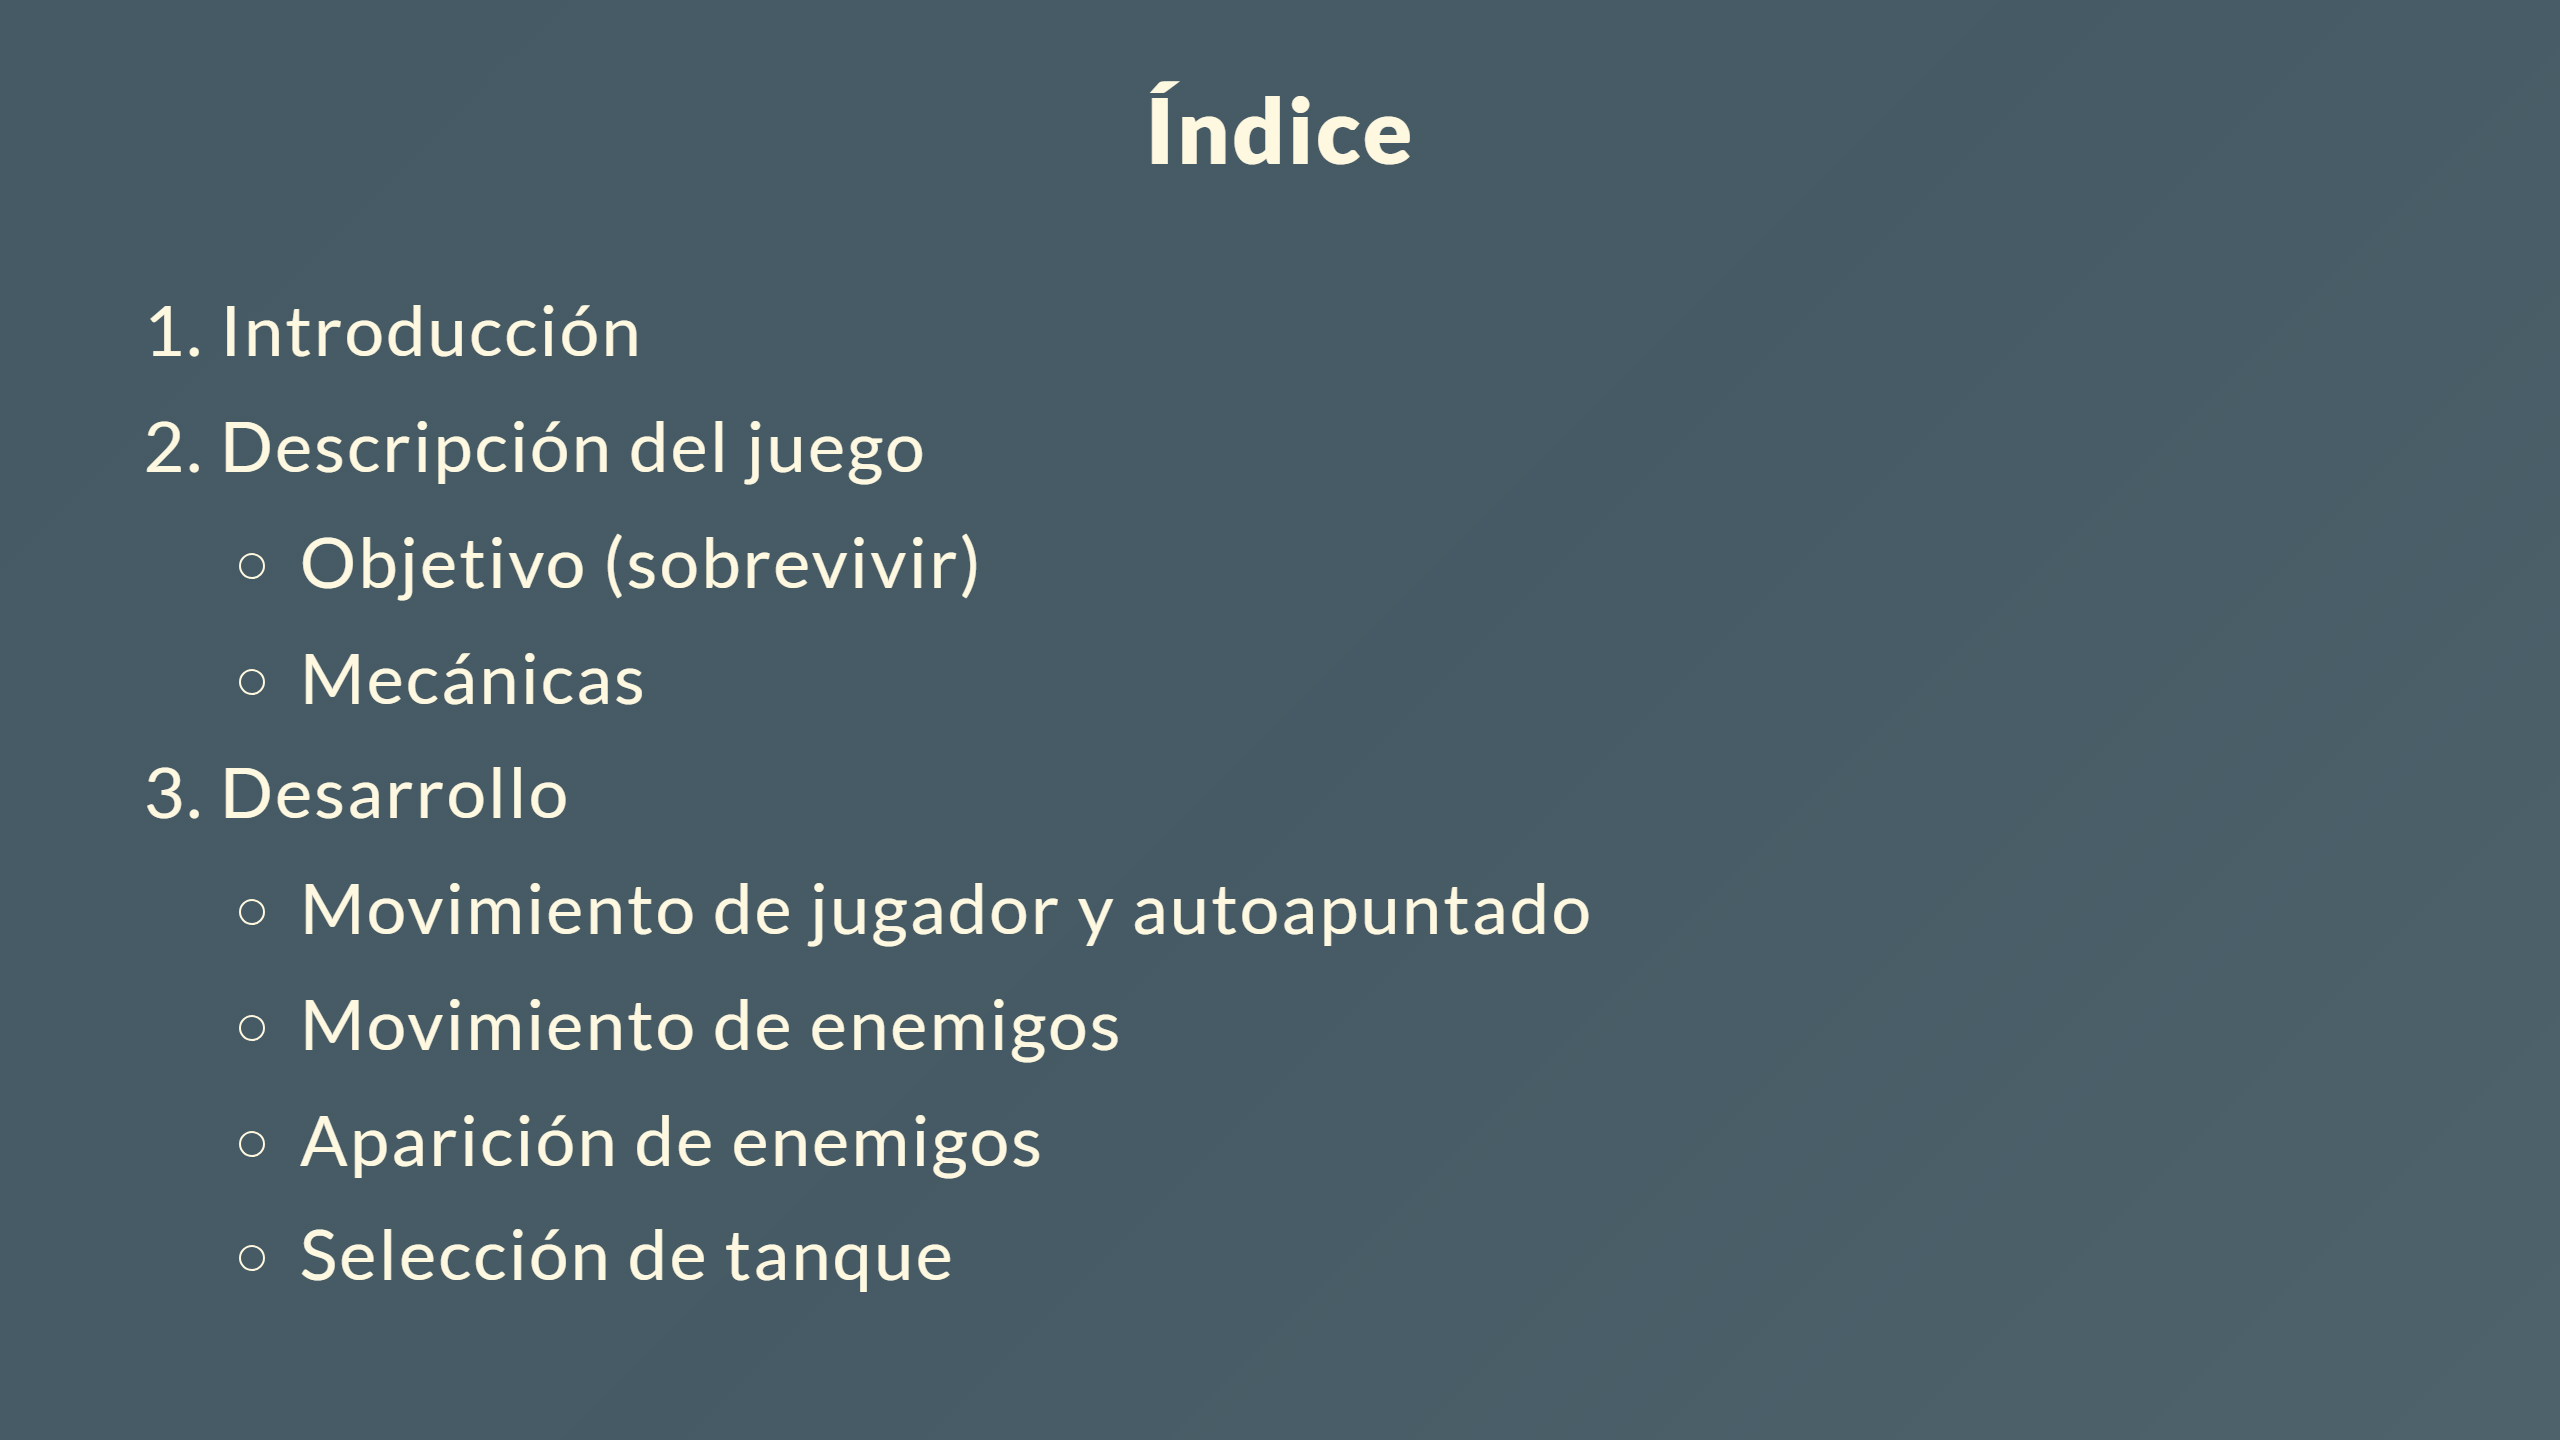 Índice
1. Introducción
2. Descripción del juego
○ Objetivo (sobrevivir)
○ Mecánicas
3. Desarrollo
○ Movimiento de jugador y autoapuntado
○ Movimiento de enemigos
○ Aparición de enemigos
○ Selección de tanque